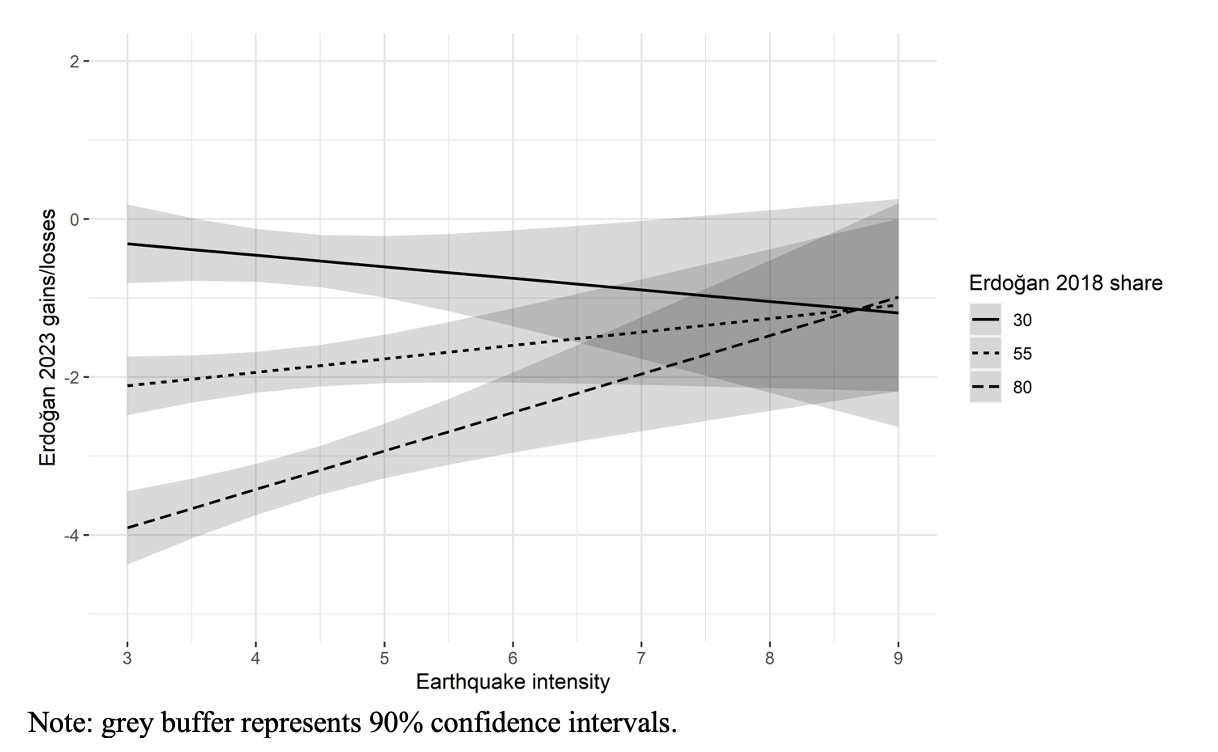 2
0
-2
-4
Erdoğan 2023 gains/losses
3 4 5 6 7 8 9
Earthquake intensity
Erdoğan 2018 share
30
55
80
Note: grey buffer represents 90% confidence intervals.